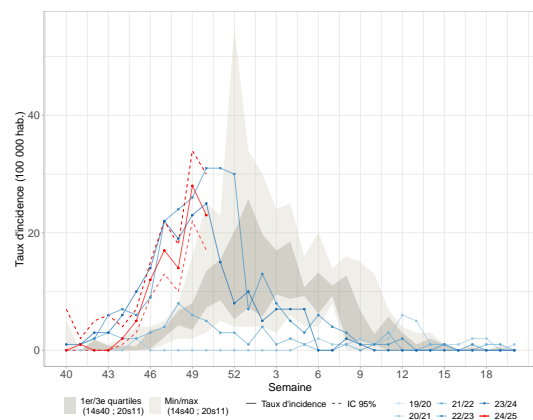 Taux d'incidence (100 000 hab.)
40
20
0
40 43 46 49 52 3 6 9 12 15 18
Semaine
1er/3e quartiles
(14s40 ; 20s11)
Min/max
(14s40 ; 20s11)
Taux d'incidence
IC 95%
19/20 21/22 23/24
20/21 22/23 24/25